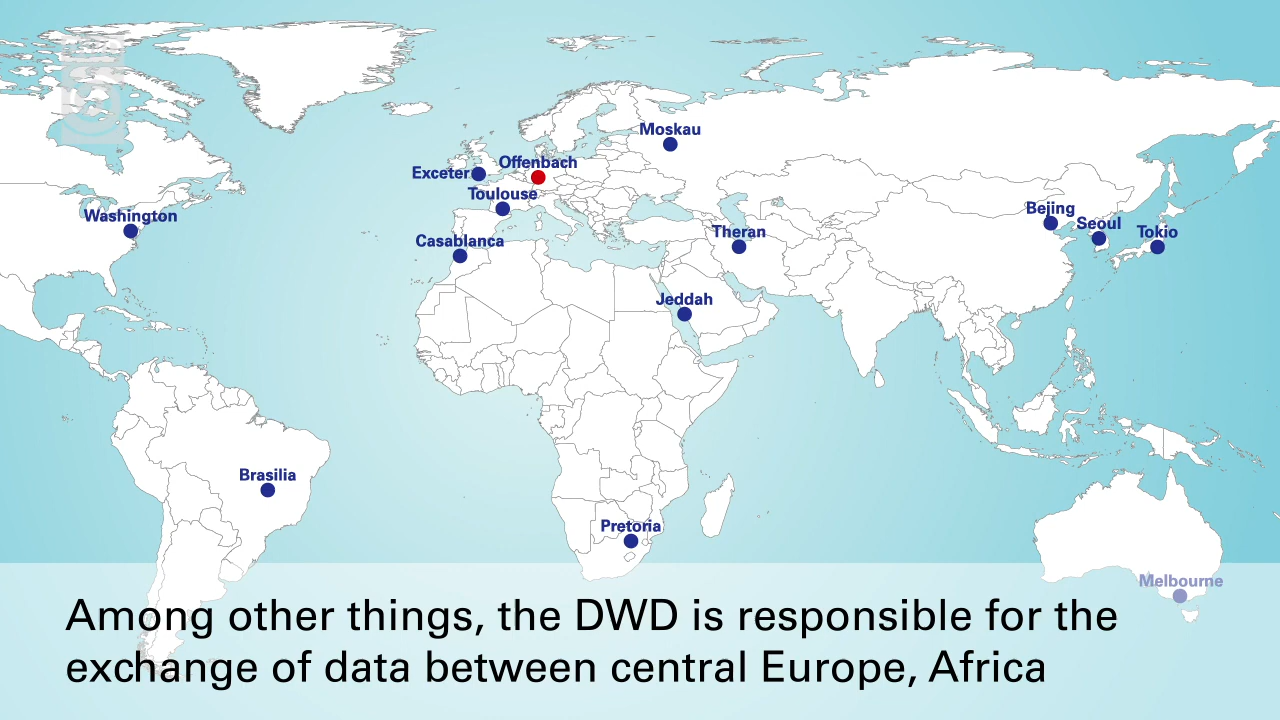 Moskau
Offenbach
Exceter
Toulouse
Washington
Bejing
Seoul
Tokio
Theran
Casablanca
Jeddah
Brasilia
Pretoria
Melbourne
Among other things, the DWD is responsible for the
exchange of data between central Europe, Africa